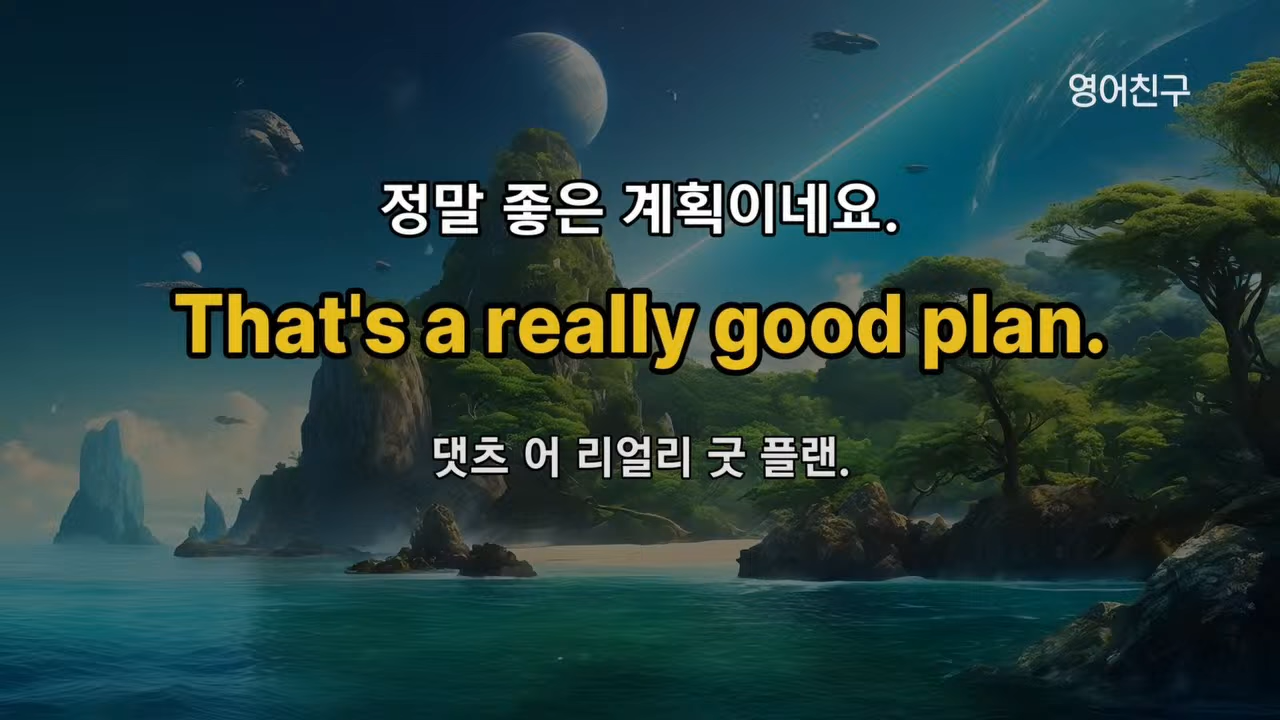 영어친구
정말 좋은 계획이네요.
That's a really good plan.
댓츠 어 리얼리 굿 플랜.